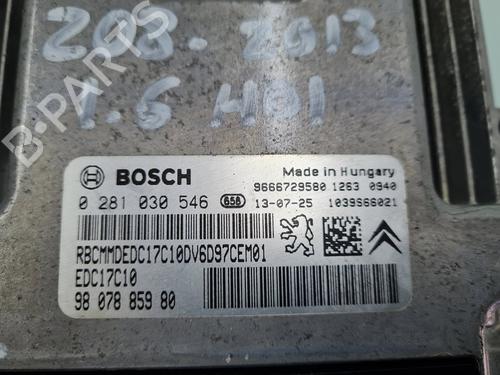 208-2013
1.6 HDI
B-PARTS
BOSCH
Made in Hungary
0 281 030 546 656
9666729580 1263 0940
13-07-25 1039S66021
RBCMMDEDC17C10DV6D97CEM01
EDC17C10
98 078 859 80